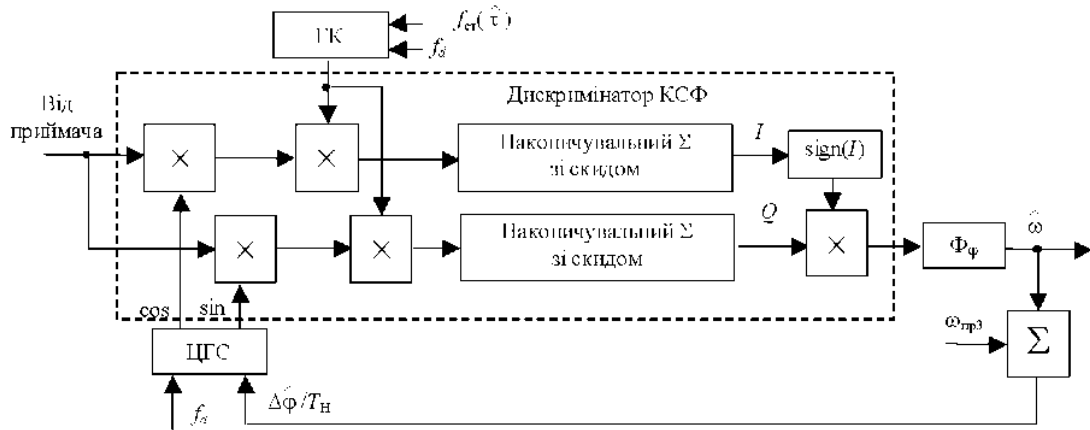 ГК
f_ст(τ̂)
f_д
Від
приймача
Дискримінатор КСФ
×
×
Накопичувальний Σ
зі скидом
I
sign(I)
×
×
Накопичувальний Σ
зі скидом
Q
×
Φ_φ
ω̂
cos
sin
ω_пр3
Σ
ЦГС
f_д
Δφ̂/T_Н